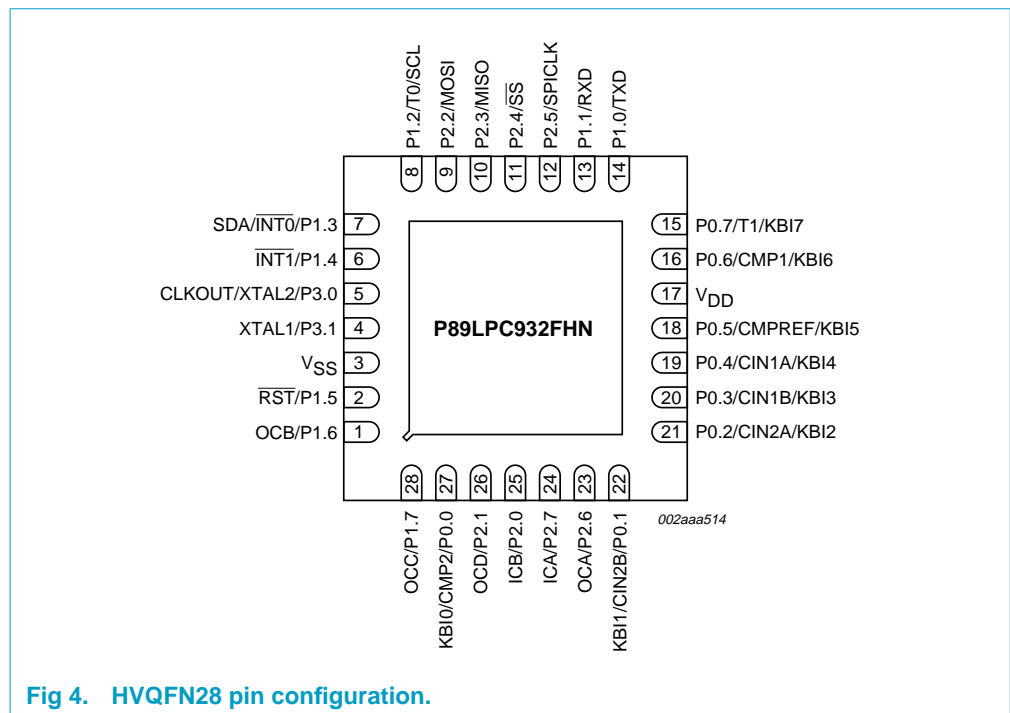 P1.2/T0/SCL
P2.2/MOSI
P2.3/MISO
P2.4/S̅S̅
P2.5/SPICLK
P1.1/RXD
P1.0/TXD
8
9
10
11
12
13
14
SDA/I̅N̅T̅0̅/P1.3 7
I̅N̅T̅1̅/P1.4 6
CLKOUT/XTAL2/P3.0 5
XTAL1/P3.1 4
VSS 3
R̅S̅T̅/P1.5 2
OCB/P1.6 1
P89LPC932FHN
15 P0.7/T1/KBI7
16 P0.6/CMP1/KBI6
17 VDD
18 P0.5/CMPREF/KBI5
19 P0.4/CIN1A/KBI4
20 P0.3/CIN1B/KBI3
21 P0.2/CIN2A/KBI2
28
27
26
25
24
23
22
OCC/P1.7
KBI0/CMP2/P0.0
OCD/P2.1
ICB/P2.0
ICA/P2.7
OCA/P2.6
KBI1/CIN2B/P0.1
002aaa514
Fig 4. HVQFN28 pin configuration.